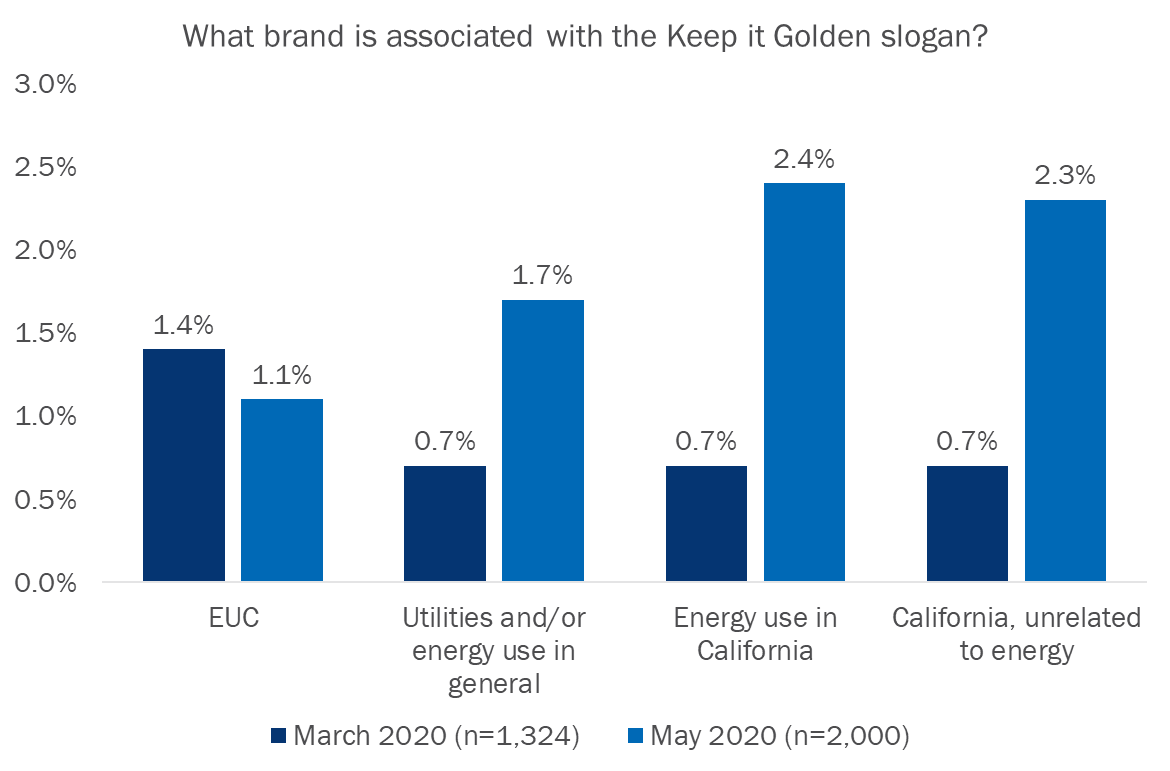 What brand is associated with the Keep it Golden slogan?
3.0%
2.5%
2.0%
1.5%
1.0%
0.5%
0.0%
1.4%
1.1%
0.7%
1.7%
0.7%
2.4%
0.7%
2.3%
EUC
Utilities and/or
energy use in
general
Energy use in
California
California, unrelated
to energy
March 2020 (n=1,324)
May 2020 (n=2,000)